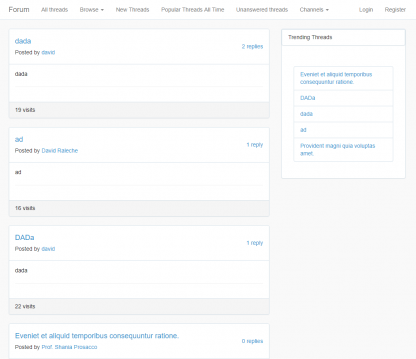 Forum All threads Browse New Threads Popular Threads All Time Unanswered threads Channels Login Register
dada
2 replies
Posted by david
dada
19 visits
ad
1 reply
Posted by David Raleche
ad
16 visits
DADa
1 reply
Posted by david
dada
22 visits
Eveniet et aliquid temporibus consequuntur ratione.
0 replies
Posted by Prof. Shania Prosacco
Trending Threads
Eveniet et aliquid temporibus
consequuntur ratione.
DADa
dada
ad
Provident magni quia voluptas
amet.